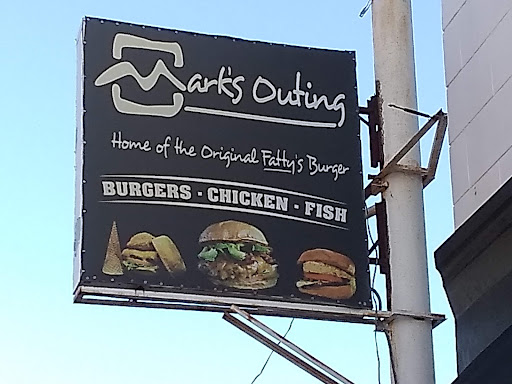 Mark's Outing
Home of the Original Fatty's Burger
BURGERS · CHICKEN · FISH